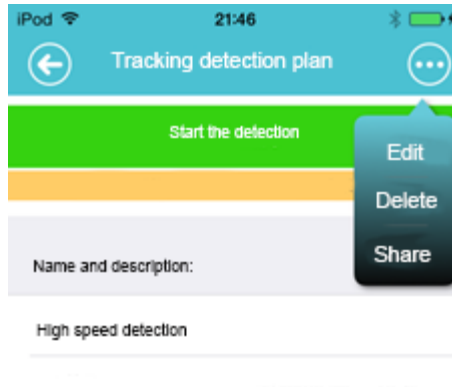 iPod 21:46
Tracking detection plan
Start the detection
Edit
Delete
Share
Name and description:
High speed detection